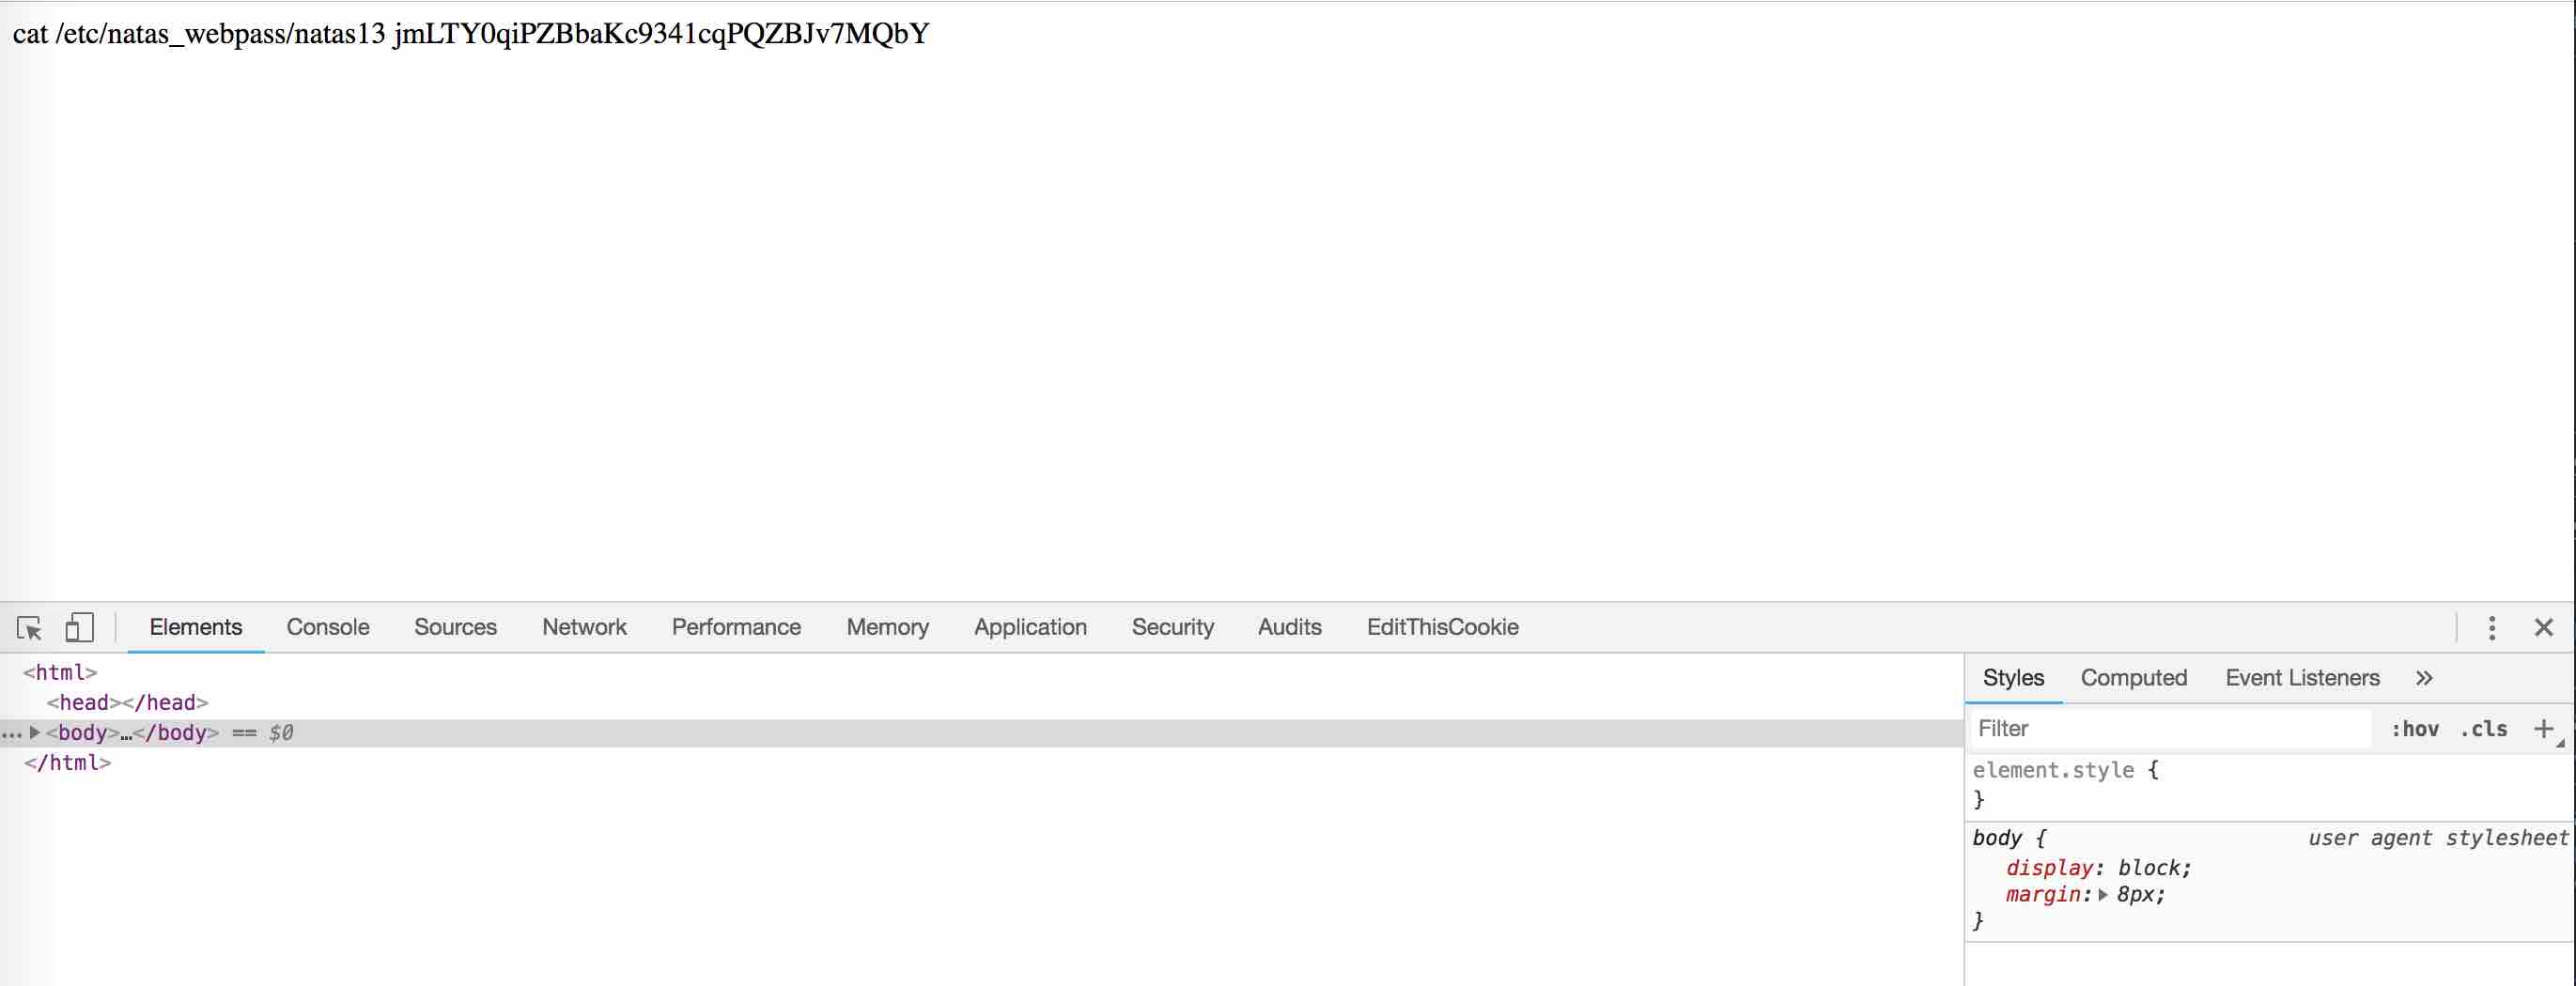 cat /etc/natas_webpass/natas13 jmLTY0qiPZBbaKc9341cqPQZBJv7MQbY
Elements Console Sources Network Performance Memory Application Security Audits EditThisCookie
<html>
<head></head>
... <body>…</body> == $0
</html>
Styles Computed Event Listeners »
Filter :hov .cls +
element.style {
}
body { user agent stylesheet
display: block;
margin: 8px;
}